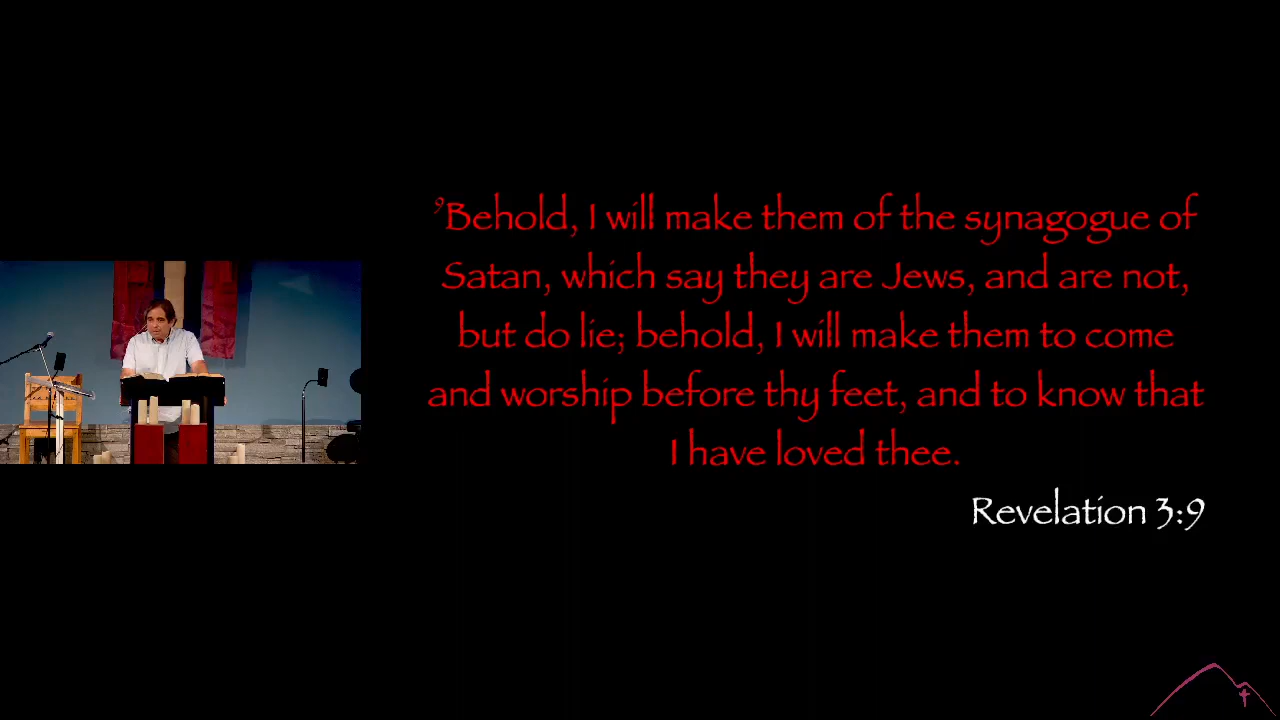 ⁹Behold, I will make them of the synagogue of
Satan, which say they are Jews, and are not,
but do lie; behold, I will make them to come
and worship before thy feet, and to know that
I have loved thee.
Revelation 3:9